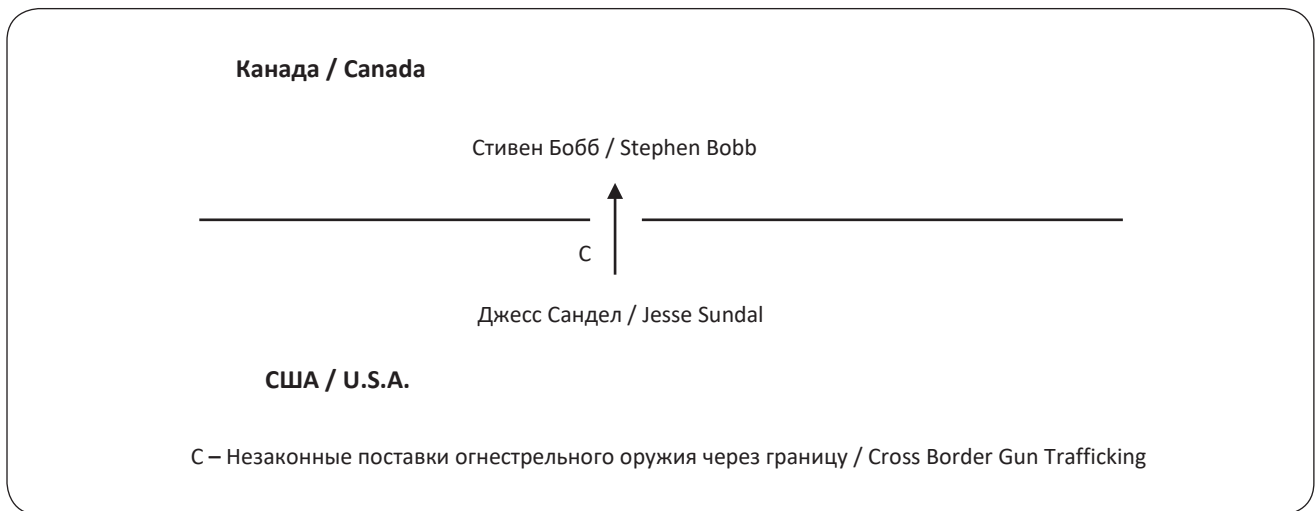 Канада / Canada
Стивен Бобб / Stephen Bobb
С
Джесс Сандел / Jesse Sundal
США / U.S.A.
С – Незаконные поставки огнестрельного оружия через границу / Cross Border Gun Trafficking